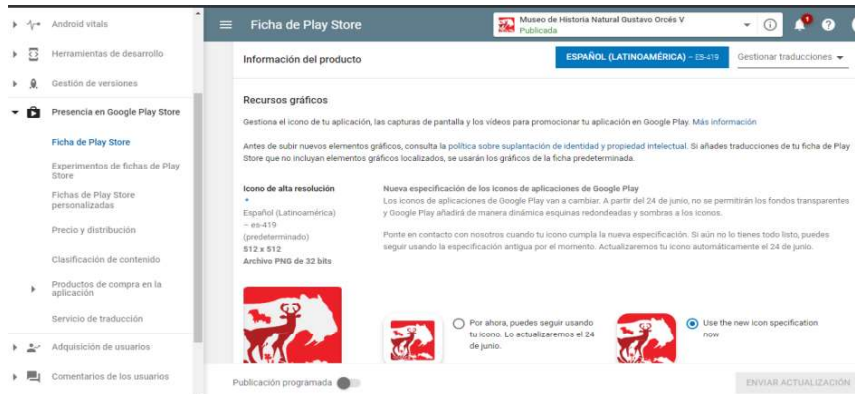 Android vitals
Herramientas de desarrollo
Gestión de versiones
Presencia en Google Play Store
Ficha de Play Store
Experimentos de fichas de Play
Store
Fichas de Play Store
personalizadas
Precio y distribución
Clasificación de contenido
Productos de compra en la
aplicación
Servicio de traducción
Adquisición de usuarios
Comentarios de los usuarios
Ficha de Play Store
Museo de Historia Natural Gustavo Orcés V
Publicada
Información del producto
ESPAÑOL (LATINOAMÉRICA) – ES-419
Gestionar traducciones
Recursos gráficos
Gestiona el icono de tu aplicación, las capturas de pantalla y los vídeos para promocionar tu aplicación en Google Play. Más información
Antes de subir nuevos elementos gráficos, consulta la política sobre suplantación de identidad y propiedad intelectual. Si añades traducciones de tu ficha de Play
Store que no incluyan elementos gráficos localizados, se usarán los gráficos de la ficha predeterminada.
Icono de alta resolución
*
Español (Latinoamérica)
– es-419
(predeterminado)
512 x 512
Archivo PNG de 32 bits
Nueva especificación de los iconos de aplicaciones de Google Play
Los iconos de aplicaciones de Google Play van a cambiar. A partir del 24 de junio, no se permitirán los fondos transparentes
y Google Play añadirá de manera dinámica esquinas redondeadas y sombras a los iconos.
Ponte en contacto con nosotros cuando tu icono cumpla la nueva especificación. Si aún no lo tienes todo listo, puedes
seguir usando la especificación antigua por el momento. Actualizaremos tu icono automáticamente el 24 de junio.
Por ahora, puedes seguir usando
tu icono. Lo actualizaremos el 24
de junio.
Use the new icon specification
now
Publicación programada
ENVIAR ACTUALIZACIÓN